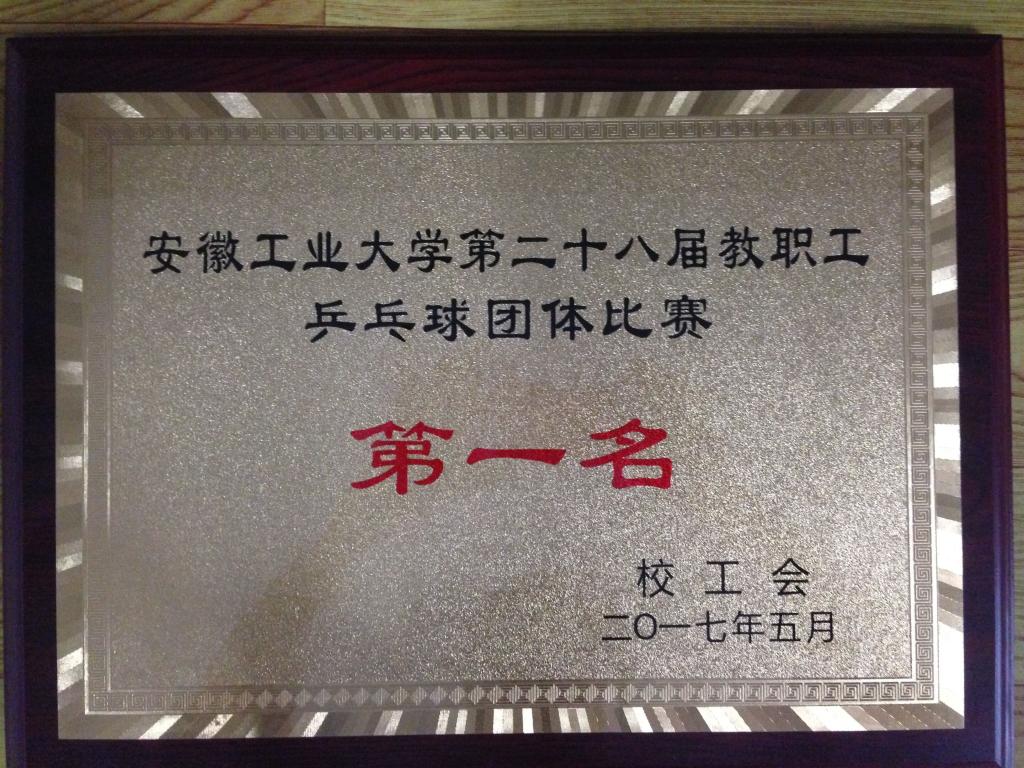 安徽工业大学第二十八届教职工
乒乓球团体比赛
第一名
校工会
二〇一七年五月